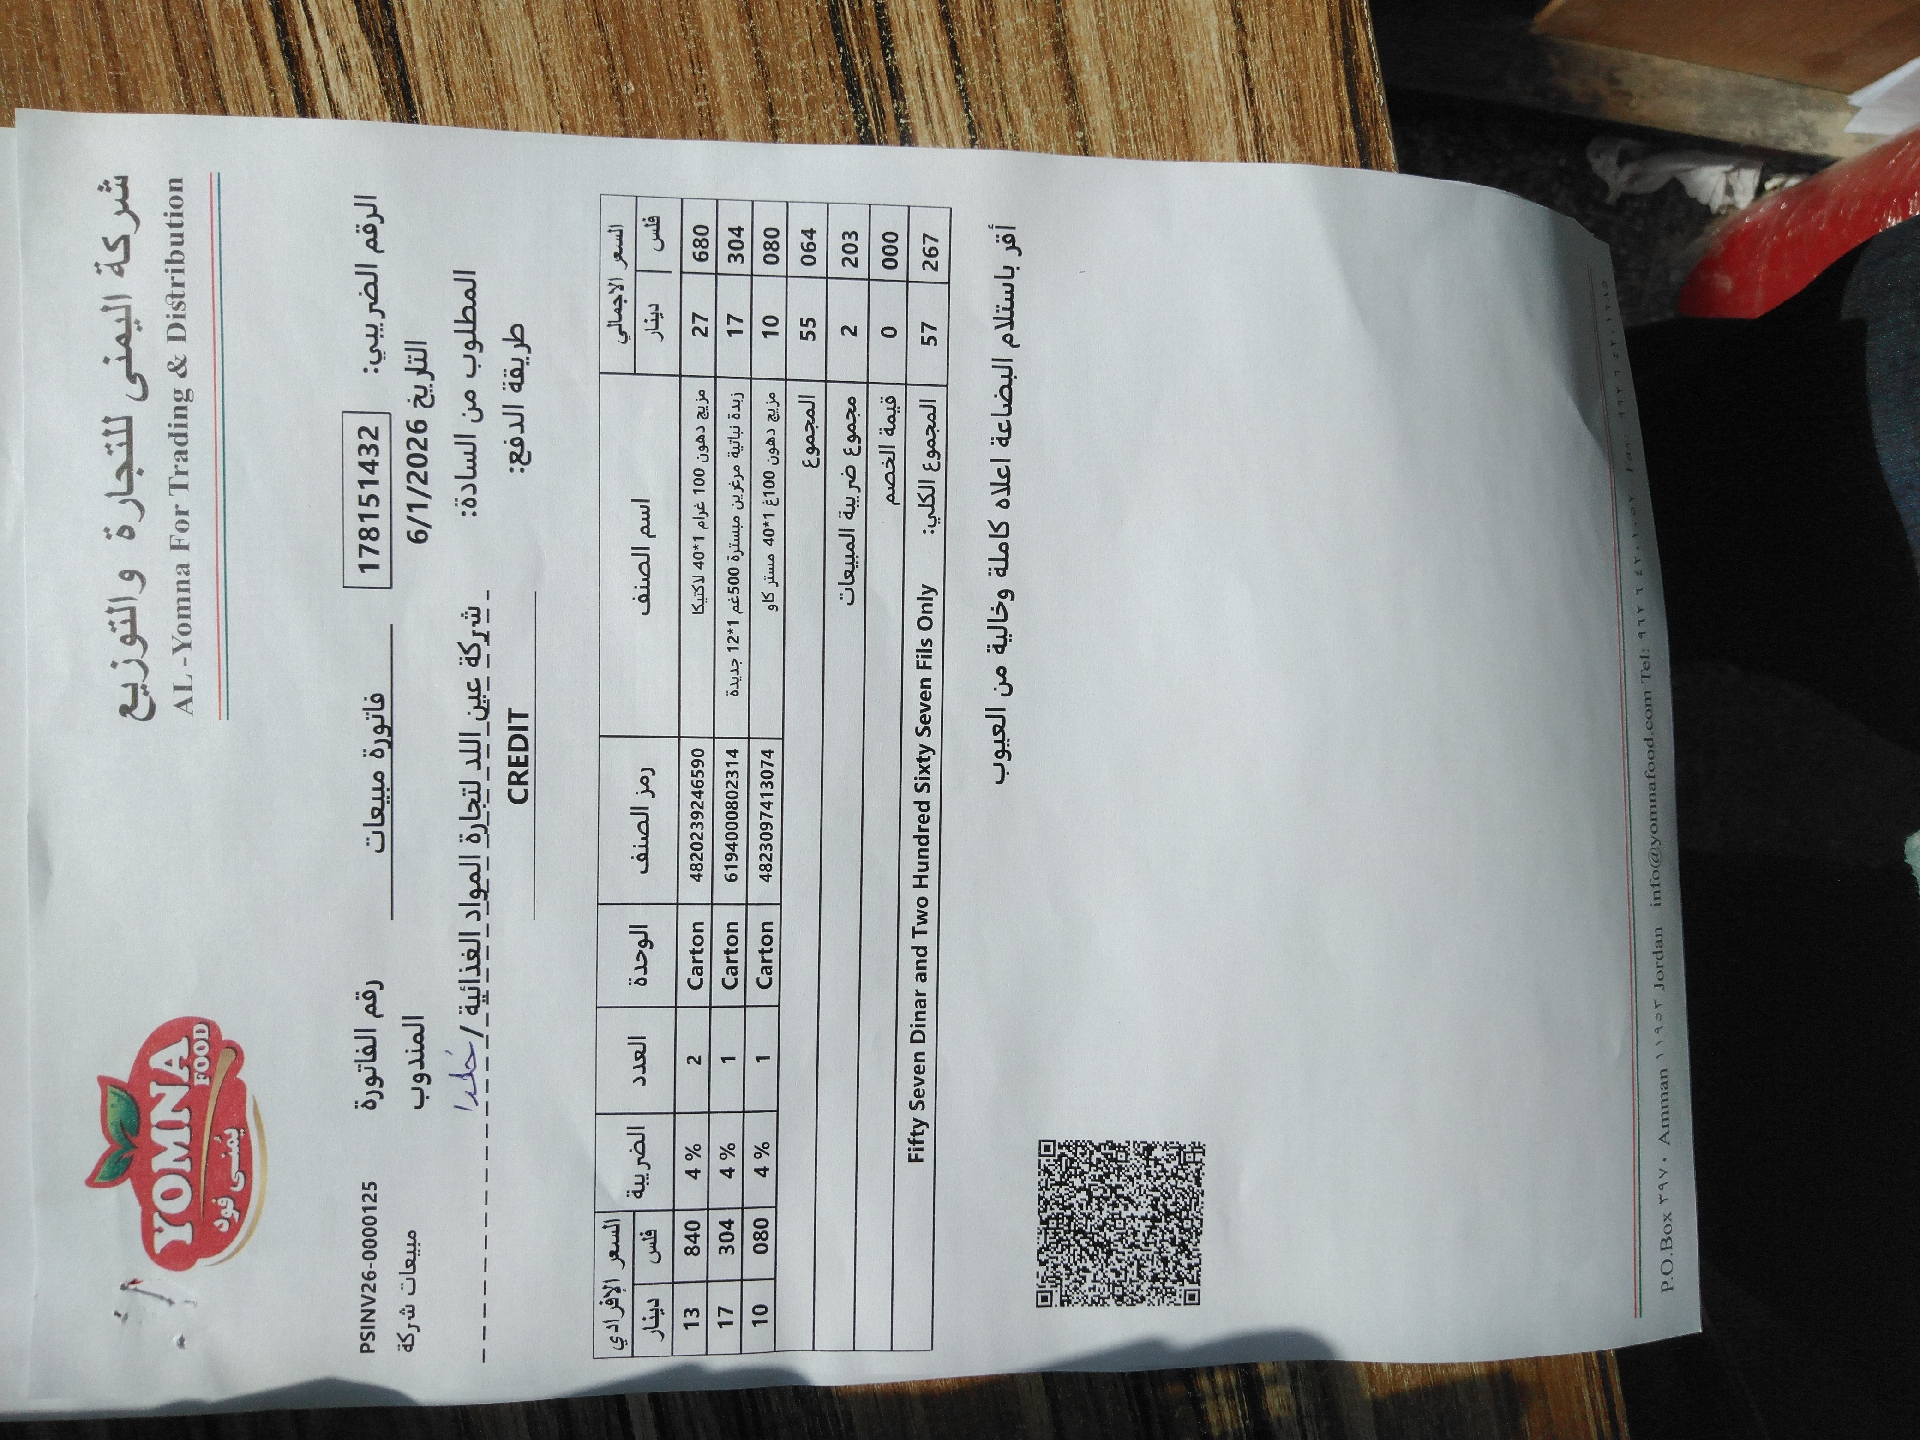 شركة اليمنى للتجارة والتوزيع
AL-Yomna For Trading & Distribution
YOMNA
FOOD
يمنى فود
الرقم الضريبي: 178151432 فاتورة مبيعات رقم الفاتورة PSINV26-0000125
التاريخ 6/1/2026 المندوب مبيعات شركة
المطلوب من السادة: شركة عين اللد لتجارة المواد الغذائية /
طريقة الدفع: CREDIT
السعر الاجمالي اسم الصنف رمز الصنف الوحدة العدد الضريبة السعر الإفرادي
فلس دينار فلس دينار
680 27 مزيج دهون 100 غرام 1*40 لاكتيكا 4820239246590 Carton 2 4 % 840 13
304 17 زبدة نباتية مرغرين مبسترة 500غم 1*12 جديدة 6194000802314 Carton 1 4 % 304 17
080 10 مزيج دهون 100غ 1*40 مستر كاو 4823097413074 Carton 1 4 % 080 10
064 55 المجموع
203 2 مجموع ضريبة المبيعات
000 0 قيمة الخصم
267 57 المجموع الكلي: Fifty Seven Dinar and Two Hundred Sixty Seven Fils Only
أقر باستلام البضاعة اعلاه كاملة وخالية من العيوب
P.O.Box ٣٩٧٠ Amman ١١٩٥٣ Jordan info@yomnafood.com Tel: